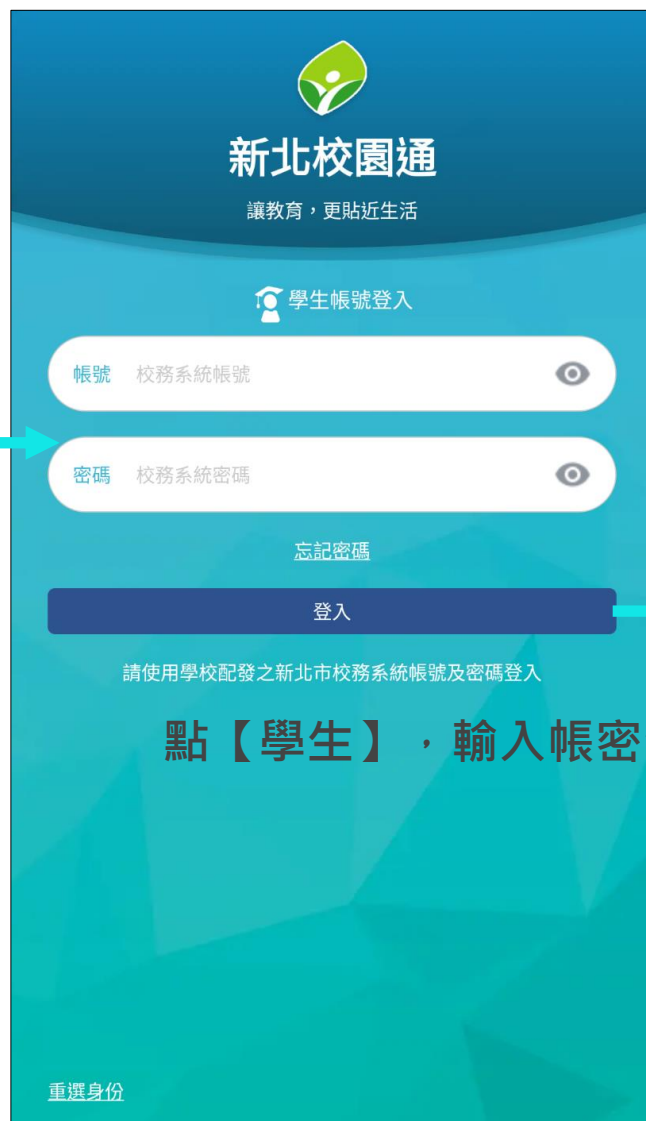 新北校園通
讓教育，更貼近生活
學生帳號登入
帳號 校務系統帳號
密碼 校務系統密碼
忘記密碼
登入
請使用學校配發之新北市校務系統帳號及密碼登入
點【學生】，輸入帳密
重選身份